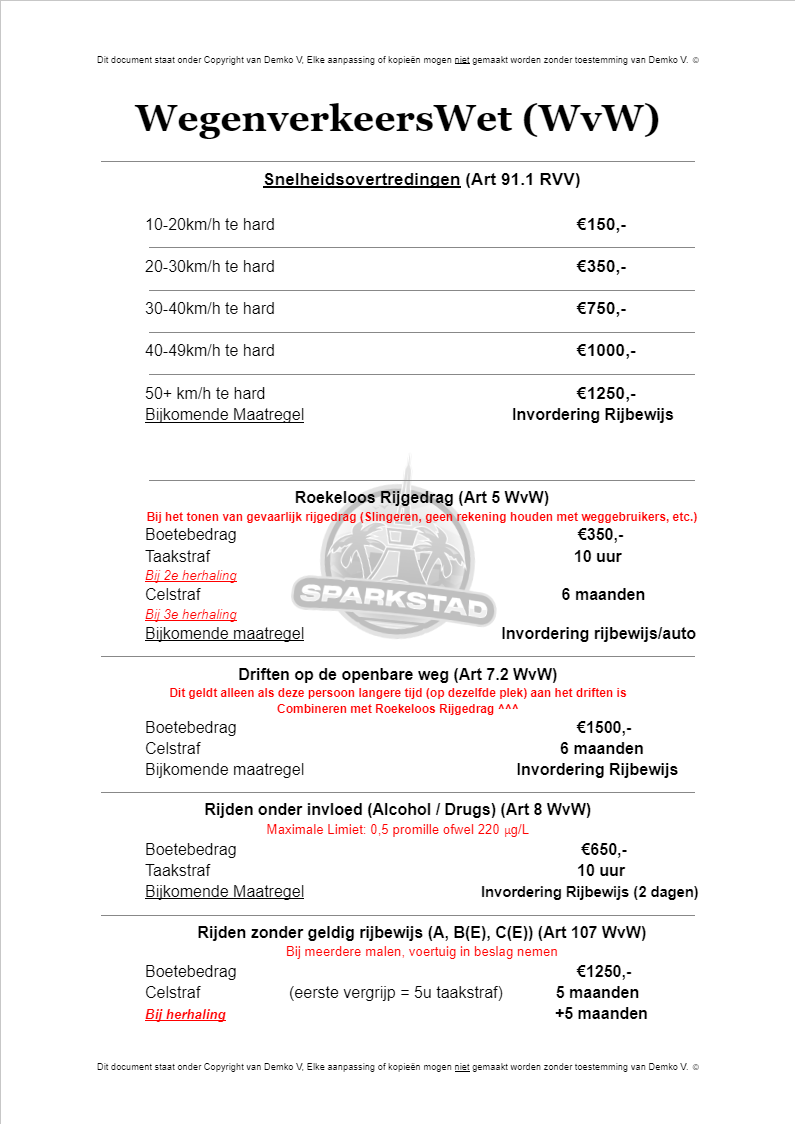 Dit document staat onder Copyright van Demko V, Elke aanpassing of kopieën mogen niet gemaakt worden zonder toestemming van Demko V. ©
WegenverkeersWet (WvW)
Snelheidsovertredingen (Art 91.1 RVV)
10-20km/h te hard €150,-
20-30km/h te hard €350,-
30-40km/h te hard €750,-
40-49km/h te hard €1000,-
50+ km/h te hard €1250,-
Bijkomende Maatregel Invordering Rijbewijs
Roekeloos Rijgedrag (Art 5 WvW)
Bij het tonen van gevaarlijk rijgedrag (Slingeren, geen rekening houden met weggebruikers, etc.)
Boetebedrag €350,-
Taakstraf 10 uur
Bij 2e herhaling
Celstraf 6 maanden
SPARKSTAD
Bij 3e herhaling
Bijkomende maatregel Invordering rijbewijs/auto
Driften op de openbare weg (Art 7.2 WvW)
Dit geldt alleen als deze persoon langere tijd (op dezelfde plek) aan het driften is
Combineren met Roekeloos Rijgedrag ^^^
Boetebedrag €1500,-
Celstraf 6 maanden
Bijkomende maatregel Invordering Rijbewijs
Rijden onder invloed (Alcohol / Drugs) (Art 8 WvW)
Maximale Limiet: 0,5 promille ofwel 220 µg/L
Boetebedrag €650,-
Taakstraf 10 uur
Bijkomende Maatregel Invordering Rijbewijs (2 dagen)
Rijden zonder geldig rijbewijs (A, B(E), C(E)) (Art 107 WvW)
Bij meerdere malen, voertuig in beslag nemen
Boetebedrag €1250,-
Celstraf (eerste vergrijp = 5u taakstraf) 5 maanden
Bij herhaling +5 maanden
Dit document staat onder Copyright van Demko V, Elke aanpassing of kopieën mogen niet gemaakt worden zonder toestemming van Demko V. ©